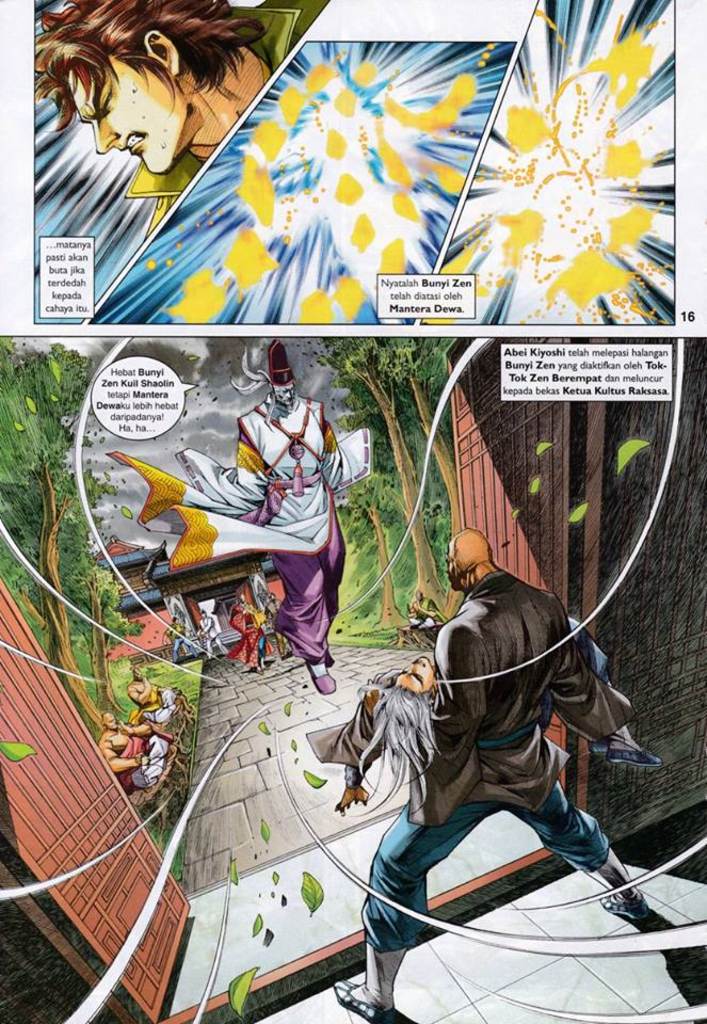 ...matanya
pasti akan
buta jika
terdedah
kepada
cahaya itu.
Nyatalah Bunyi Zen
telah diatasi oleh
Mantera Dewa.
16
Hebat Bunyi
Zen Kuil Shaolin
tetapi Mantera
Dewaku lebih hebat
daripadanya!
Ha, ha...
Abei Kiyoshi telah melepasi halangan
Bunyi Zen yang diaktifkan oleh Tok-
Tok Zen Berempat dan meluncur
kepada bekas Ketua Kultus Raksasa.